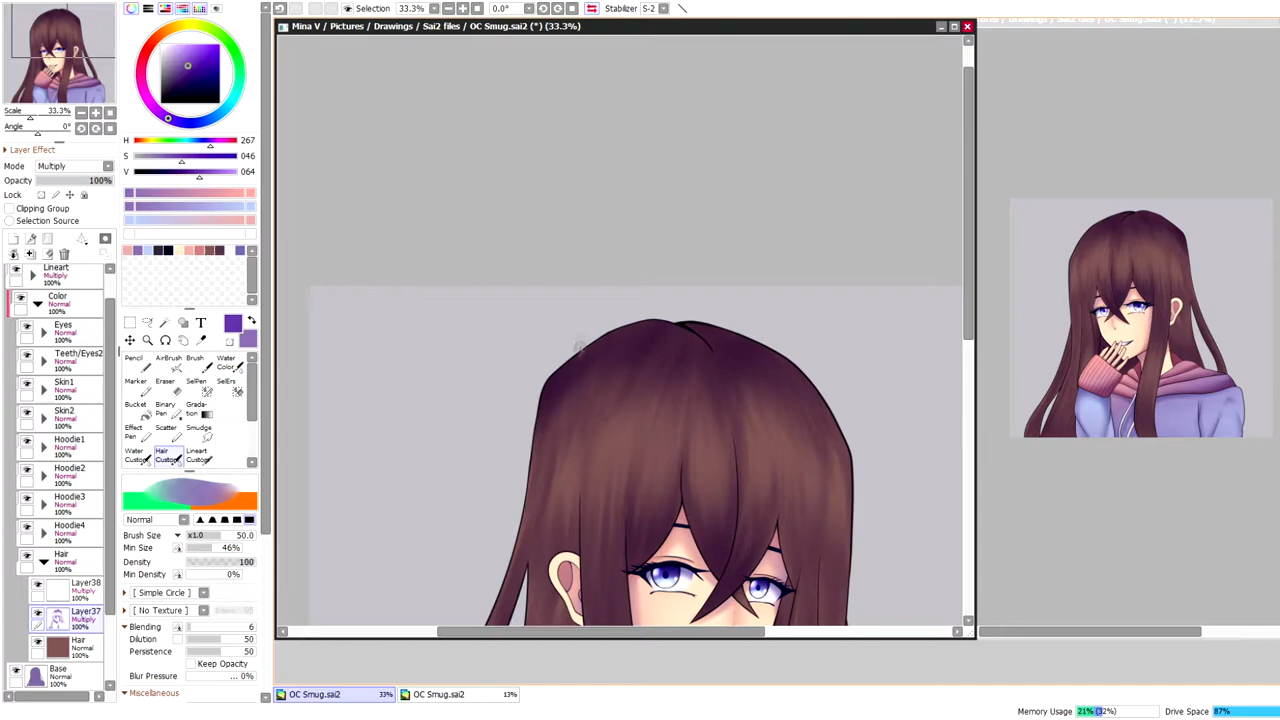 Selection 33.3% 0.0° Stabilizer S-2
Mina V / Pictures / Drawings / Sai2 files / OC Smug.sai2 (*) (33.3%)
Scale 33.3%
Angle 0°
Layer Effect
Mode Multiply
Opacity 100%
Lock
Clipping Group
Selection Source
Lineart
Multiply
100%
Color
Normal
100%
Eyes
Normal
100%
Teeth/Eyes2
Normal
100%
Skin1
Normal
100%
Skin2
Normal
100%
Hoodie1
Normal
100%
Hoodie2
Normal
100%
Hoodie3
Normal
100%
Hoodie4
Normal
100%
Hair
Normal
100%
Layer38
Multiply
100%
Layer37
Multiply
100%
Hair
Normal
100%
Base
Normal
100%
H 267
S 046
V 064
T
Pencil AirBrush Brush Water Color
Marker Eraser SelPen SelErs
Bucket Binary Pen Gradation
Effect Pen Scatter Smudge
Water Custom Hair Custom Lineart Custom
Normal
Brush Size x1.0 50.0
Min Size 46%
Density 100
Min Density 0%
[ Simple Circle ]
[ No Texture ]
Blending 6
Dilution 50
Persistence 50
Keep Opacity
Blur Pressure ... 0%
Miscellaneous
OC Smug.sai2 33% OC Smug.sai2 13%
Memory Usage 21% (32%) Drive Space 87%